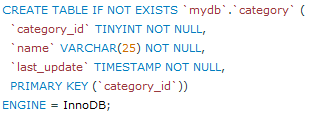 CREATE TABLE IF NOT EXISTS `mydb`.`category` (
`category_id` TINYINT NOT NULL,
`name` VARCHAR(25) NOT NULL,
`last_update` TIMESTAMP NOT NULL,
PRIMARY KEY (`category_id`))
ENGINE = InnoDB;